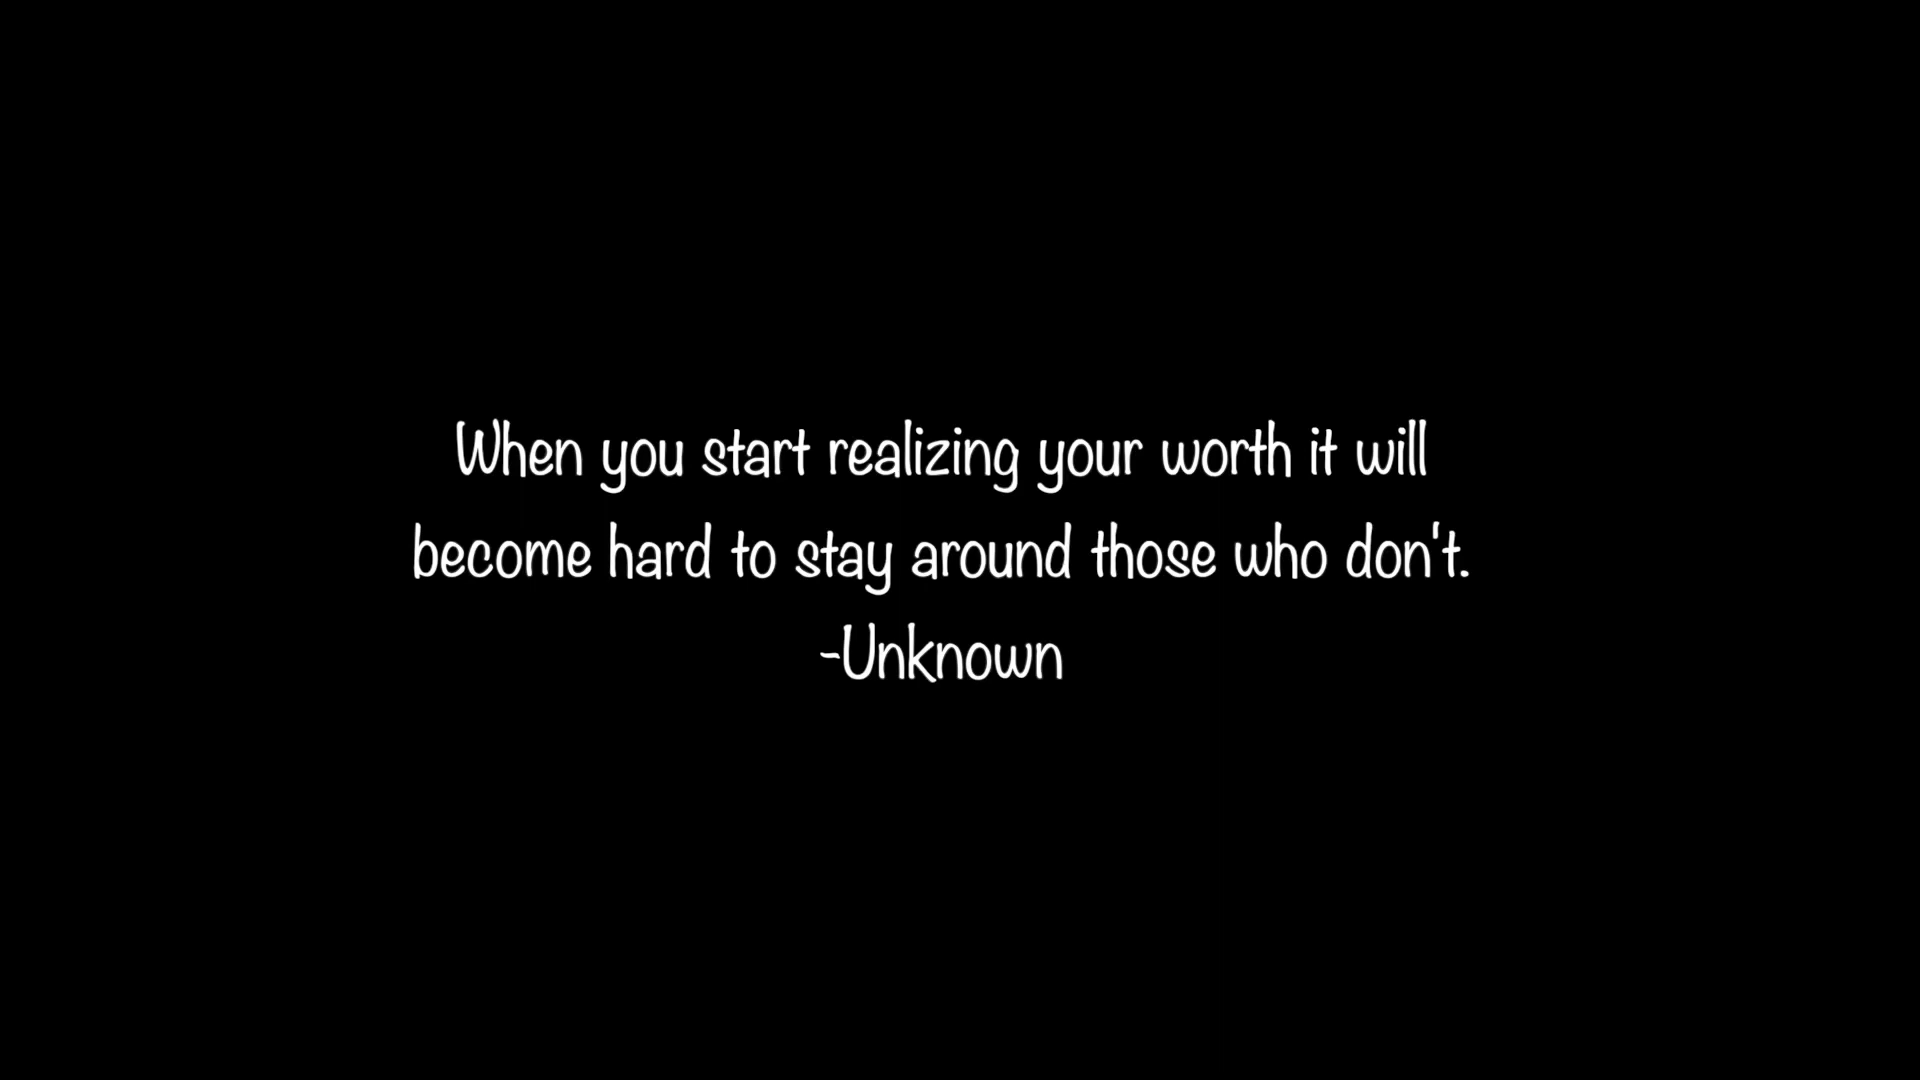 When you start realizing your worth it will
become hard to stay around those who don't.
-Unknown